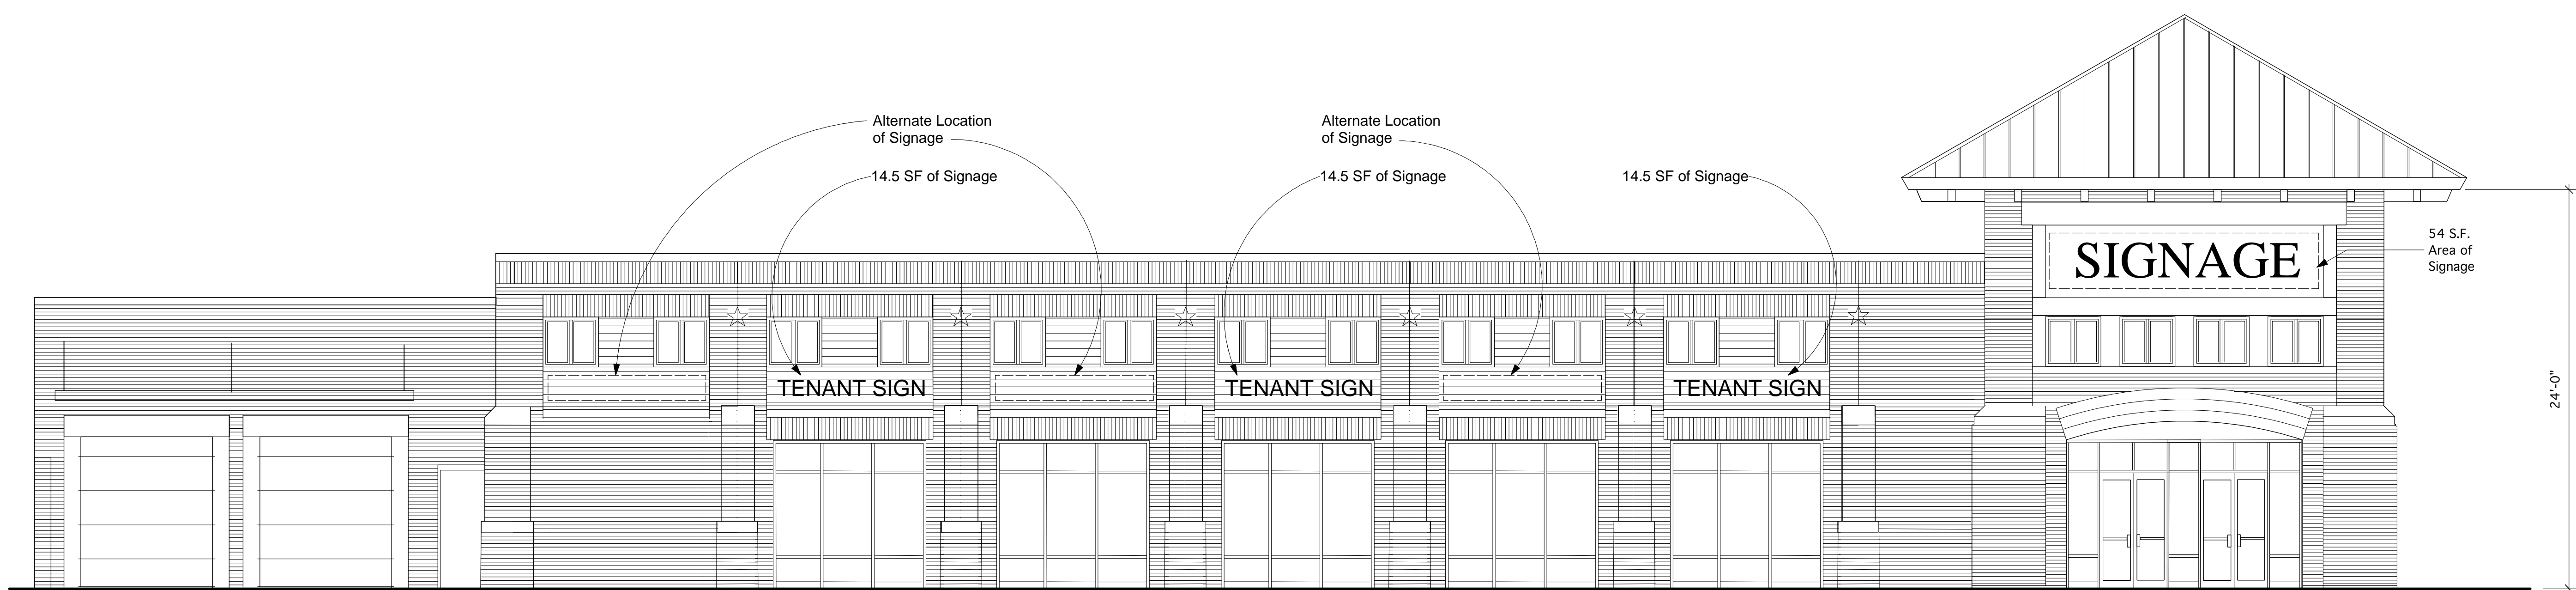 Alternate Location
of Signage
14.5 SF of Signage
Alternate Location
of Signage
14.5 SF of Signage
14.5 SF of Signage
54 S.F.
Area of
Signage
SIGNAGE
TENANT SIGN
TENANT SIGN
TENANT SIGN
24'-0"